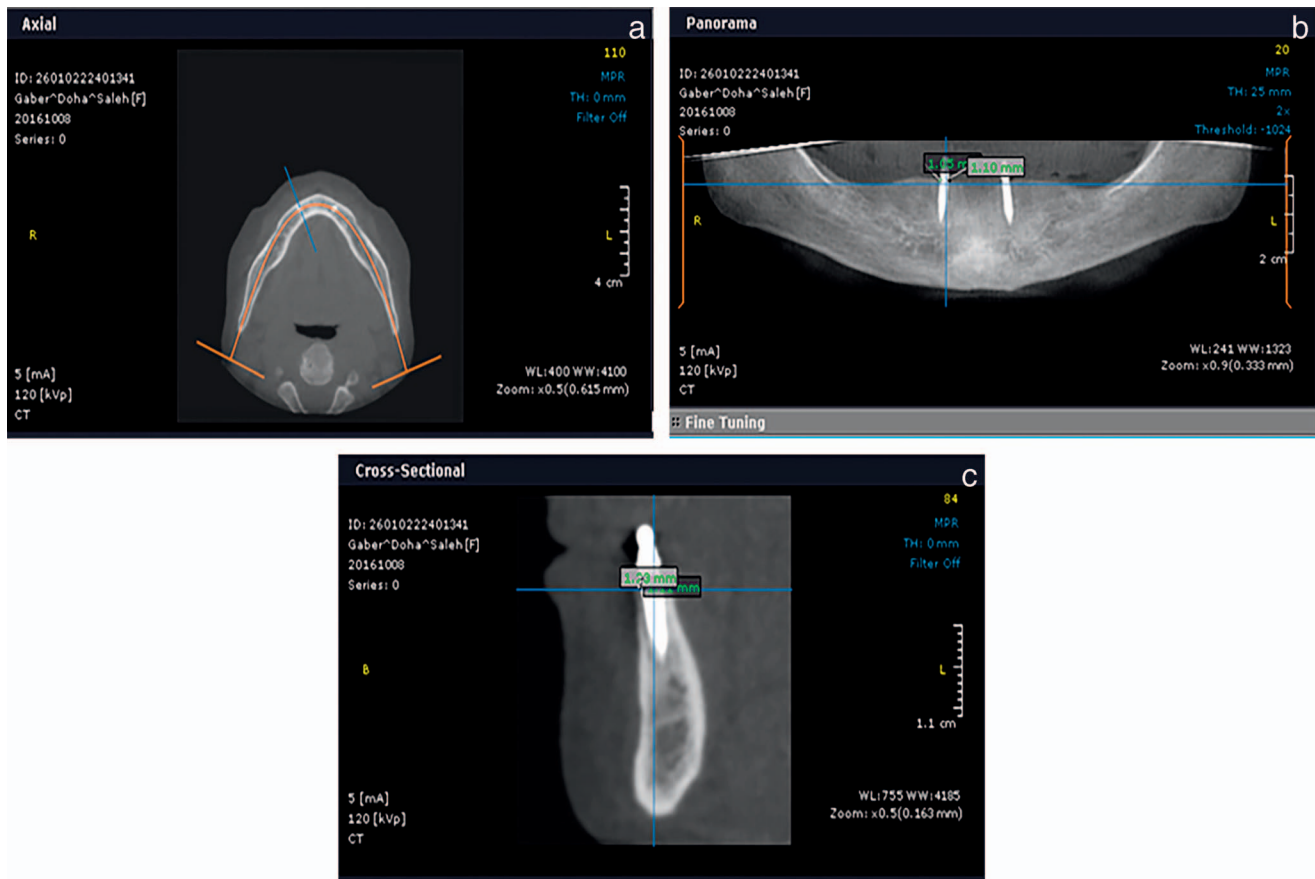 Axial
a
110
ID: 26010222401341
MPR
Gaber^Doha^Saleh[F]
TH: 0 mm
20161008
Filter Off
Series: 0
R
L
4 cm
5 [mA]
120 [kVp]
CT
WL:400 WW:4100
Zoom: x0.5(0.615 mm)
Panorama
b
20
ID: 26010222401341
MPR
Gaber^Doha^Saleh[F]
TH: 25 mm
20161008
2x
Series: 0
Threshold: -1024
1.05
1.10 mm
R
L
2 cm
5 [mA]
120 [kVp]
CT
WL:241 WW:1323
Zoom: x0.9(0.333 mm)
Fine Tuning
Cross-Sectional
c
84
ID: 26010222401341
MPR
Gaber^Doha^Saleh[F]
TH: 0 mm
20161008
Filter Off
Series: 0
mm
B
L
1.1 cm
5 [mA]
120 [kVp]
CT
WL:755 WW:4185
Zoom: x0.5(0.163 mm)